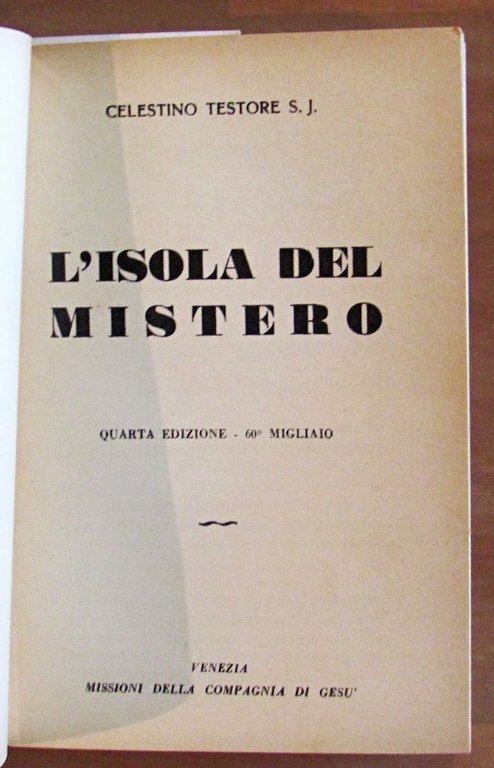 CELESTINO TESTORE S. J.
L'ISOLA DEL
MISTERO
QUARTA EDIZIONE - 60° MIGLIAIO
VENEZIA
MISSIONI DELLA COMPAGNIA DI GESU'